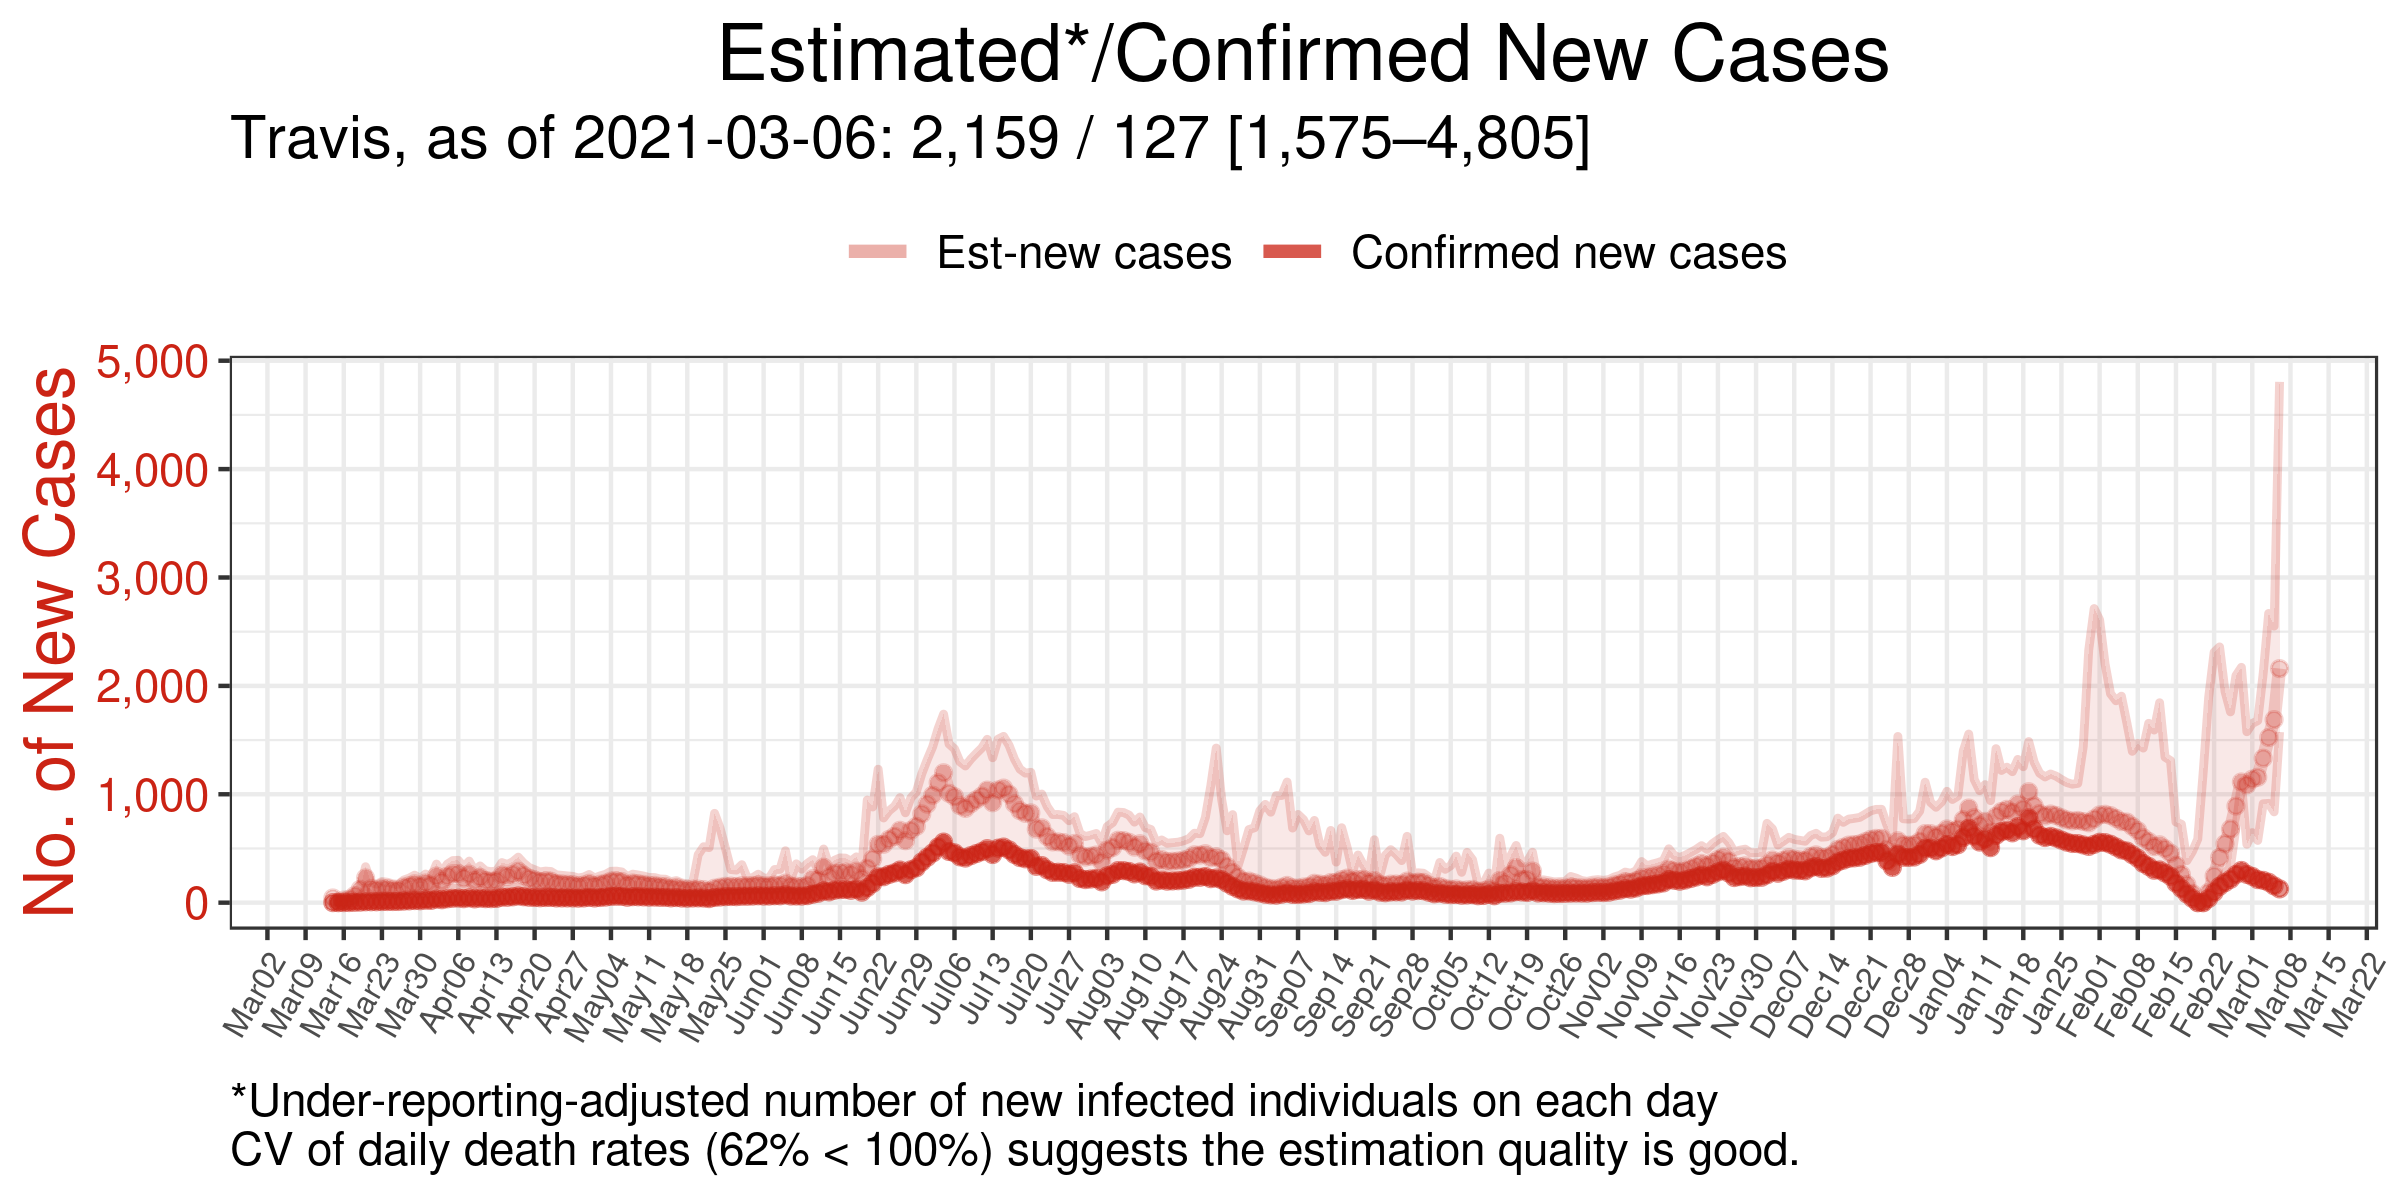 Estimated*/Confirmed New Cases
Travis, as of 2021-03-06: 2,159 / 127 [1,575–4,805]
Est-new cases Confirmed new cases
No. of New Cases
5,000
4,000
3,000
2,000
1,000
0
Mar02 Mar09 Mar16 Mar23 Mar30 Apr06 Apr13 Apr20 Apr27 May04 May11 May18 May25 Jun01 Jun08 Jun15 Jun22 Jun29 Jul06 Jul13 Jul20 Jul27 Aug03 Aug10 Aug17 Aug24 Aug31 Sep07 Sep14 Sep21 Sep28 Oct05 Oct12 Oct19 Oct26 Nov02 Nov09 Nov16 Nov23 Nov30 Dec07 Dec14 Dec21 Dec28 Jan04 Jan11 Jan18 Jan25 Feb01 Feb08 Feb15 Feb22 Mar01 Mar08 Mar15 Mar22
*Under-reporting-adjusted number of new infected individuals on each day
CV of daily death rates (62% < 100%) suggests the estimation quality is good.